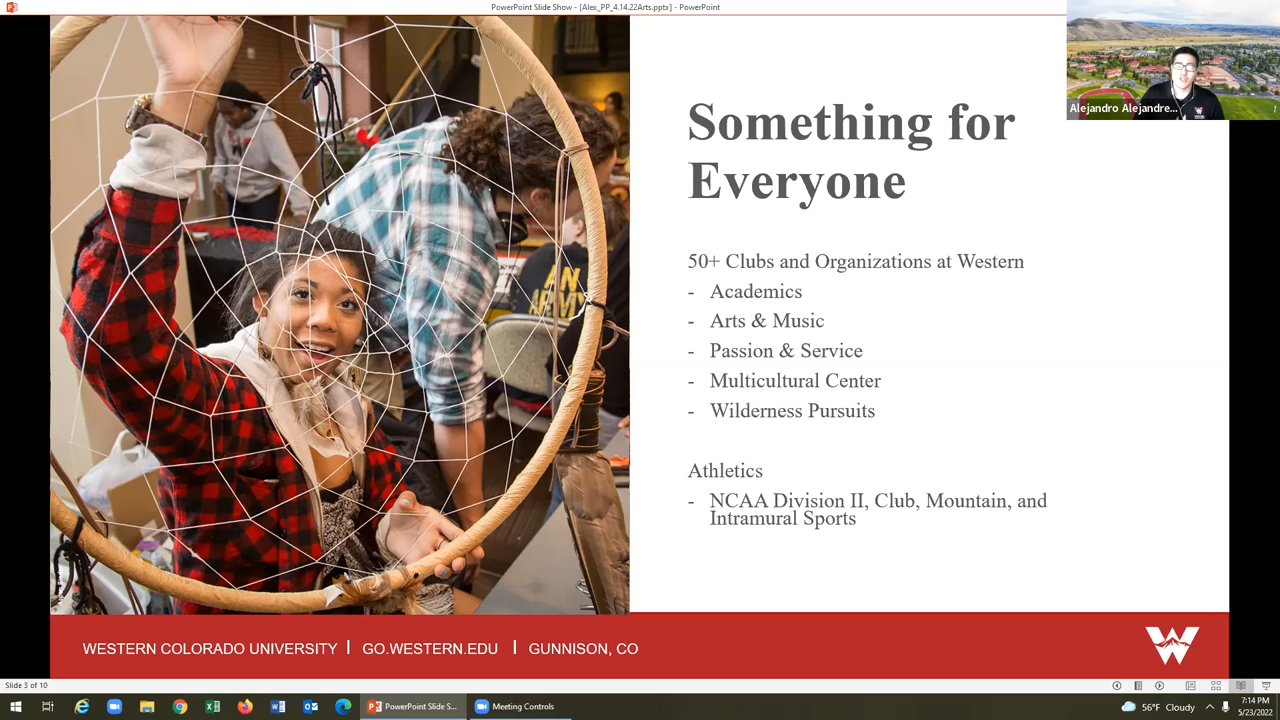 PowerPoint Slide Show - [Alex_PP_4.14.22Arts.pptx] - PowerPoint
Alejandro Alejandre...
Something for
Everyone
50+ Clubs and Organizations at Western
- Academics
- Arts & Music
- Passion & Service
- Multicultural Center
- Wilderness Pursuits
Athletics
- NCAA Division II, Club, Mountain, and
Intramural Sports
AN
ARMY
WESTERN COLORADO UNIVERSITY | GO.WESTERN.EDU | GUNNISON, CO
W
Slide 3 of 10
PowerPoint Slide S...
Meeting Controls
56°F Cloudy
7:14 PM
5/23/2022